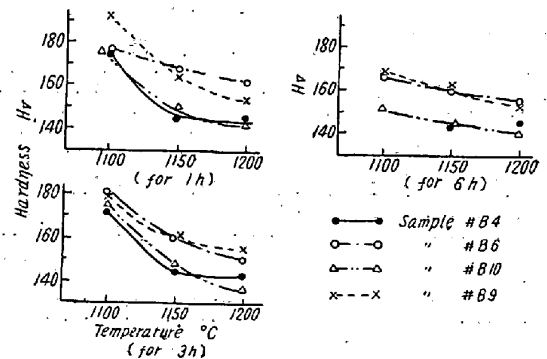 Hardness Hv
180
160
140
1100 1150 1200
( for 1h )
Hv
180
160
140
1100 1150 1200
( for 6h )
180
160
140
1100 1150 1200
Temperature °C
( for 3h )
Sample #B4
" #B6
" #B10
" #B9